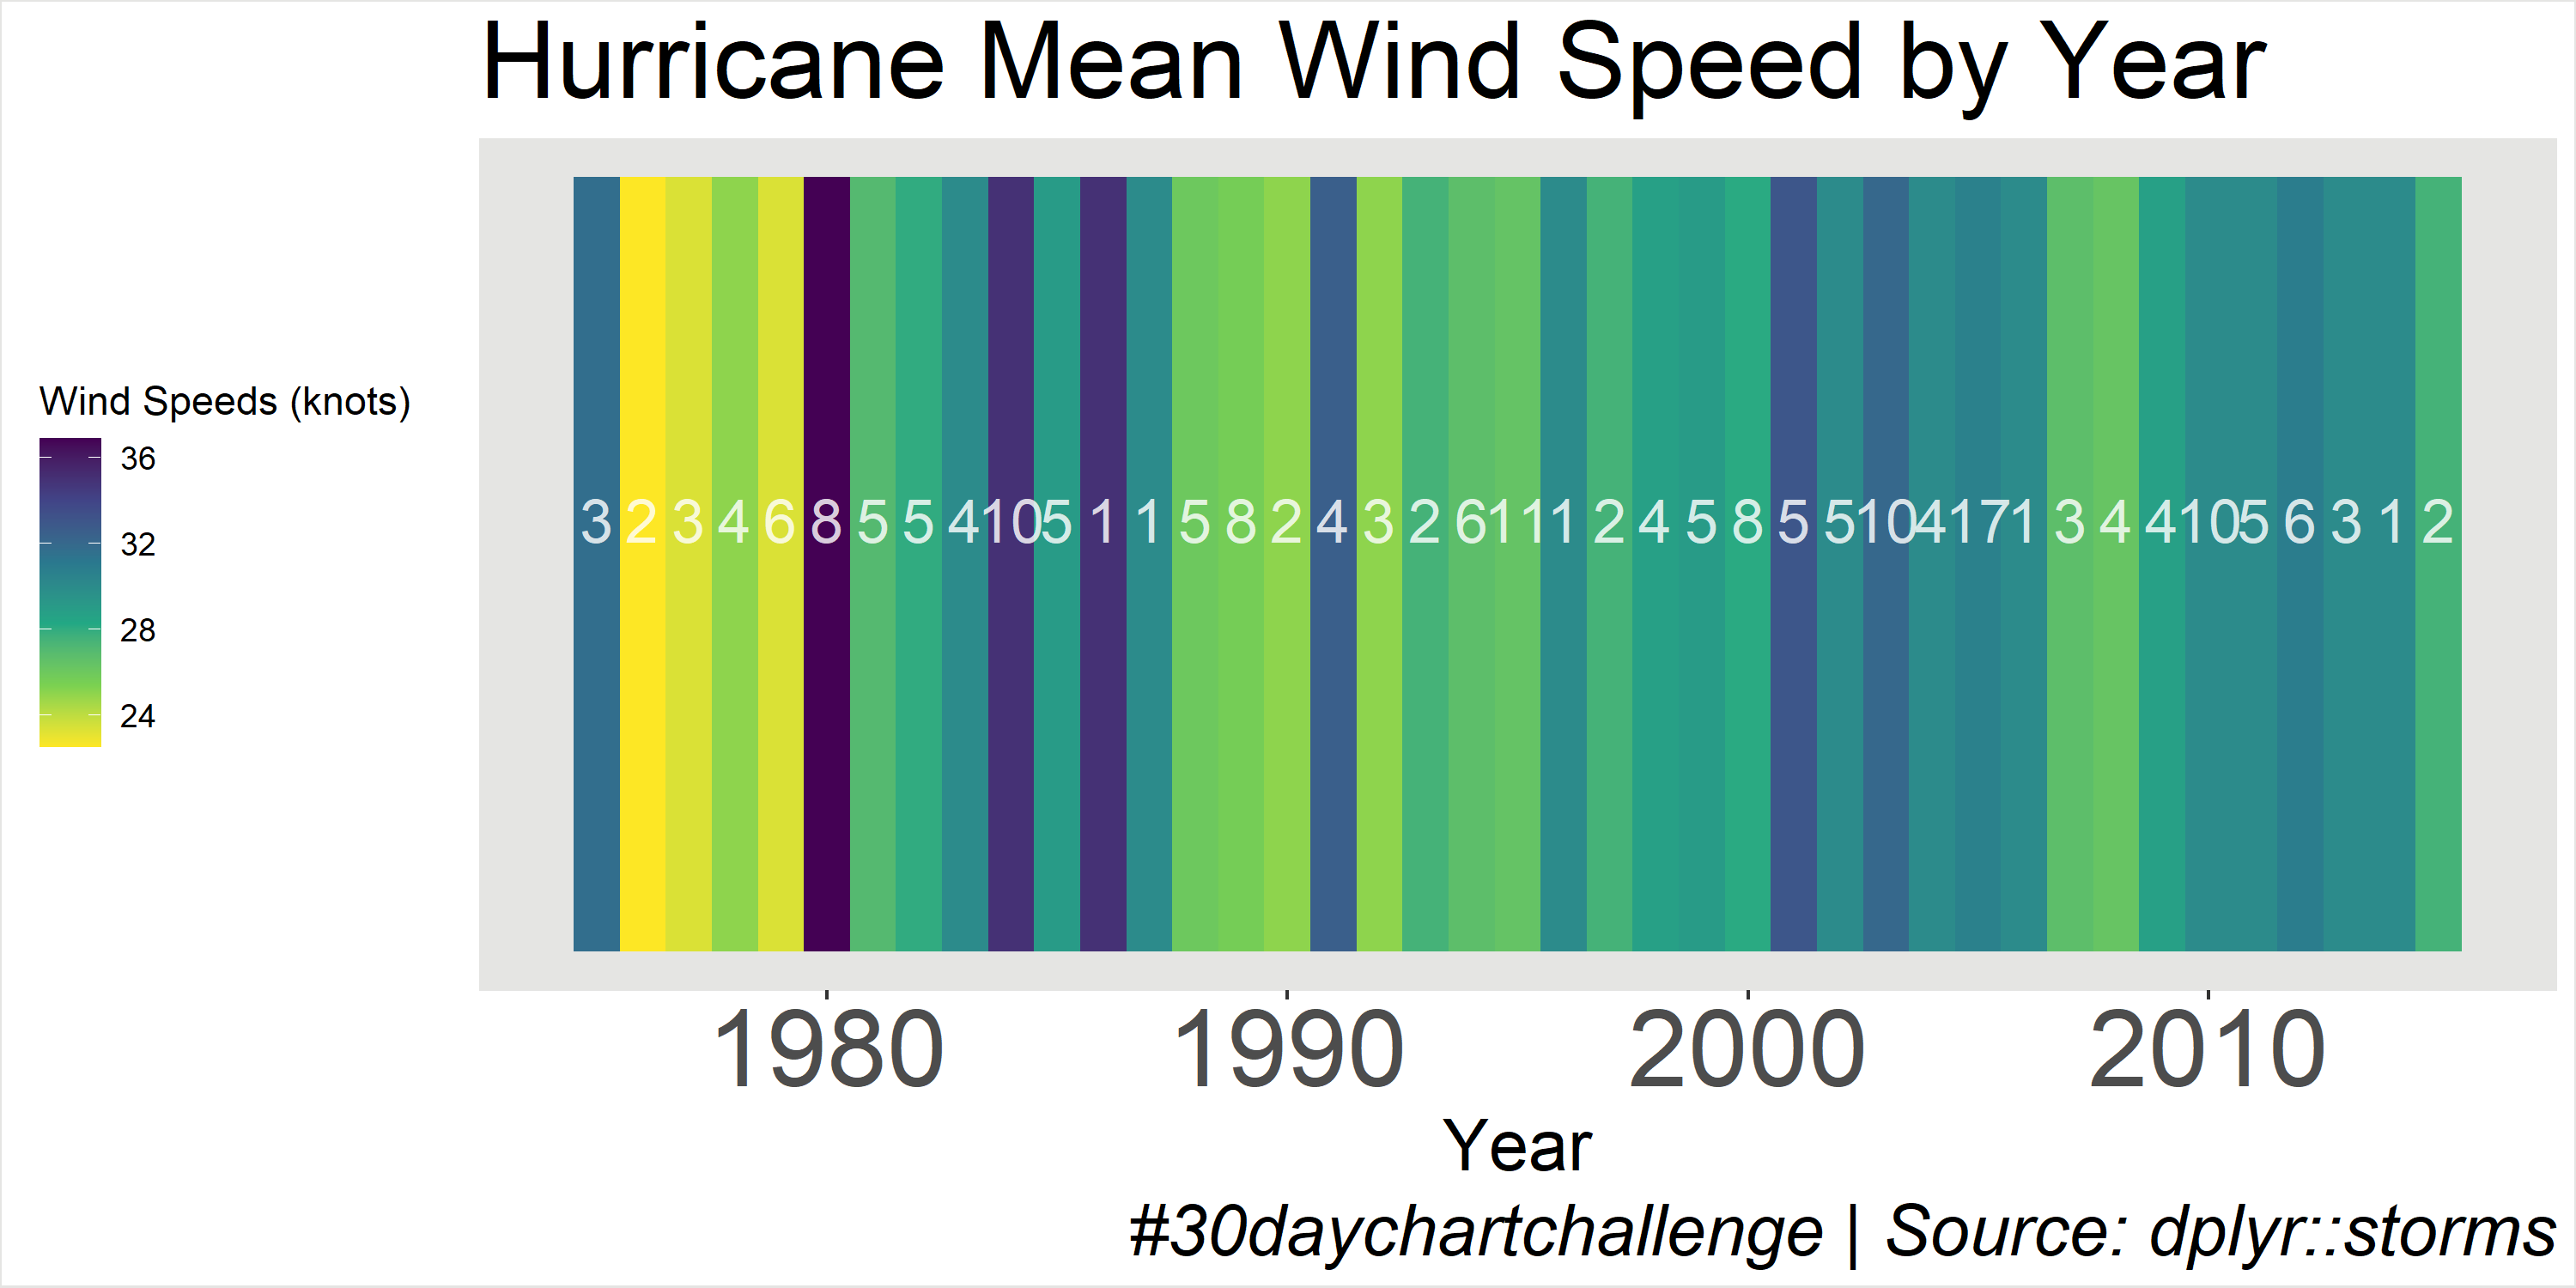 Hurricane Mean Wind Speed by Year
Wind Speeds (knots)
36
32
28
24
3 2 3 4 6 8 5 5 4 10 5 1 1 5 8 2 4 3 2 6 11 1 2 4 5 8 5 5 10 4 17 1 3 4 4 10 5 6 3 1 2
1980 1990 2000 2010
Year
#30daychartchallenge | Source: dplyr::storms